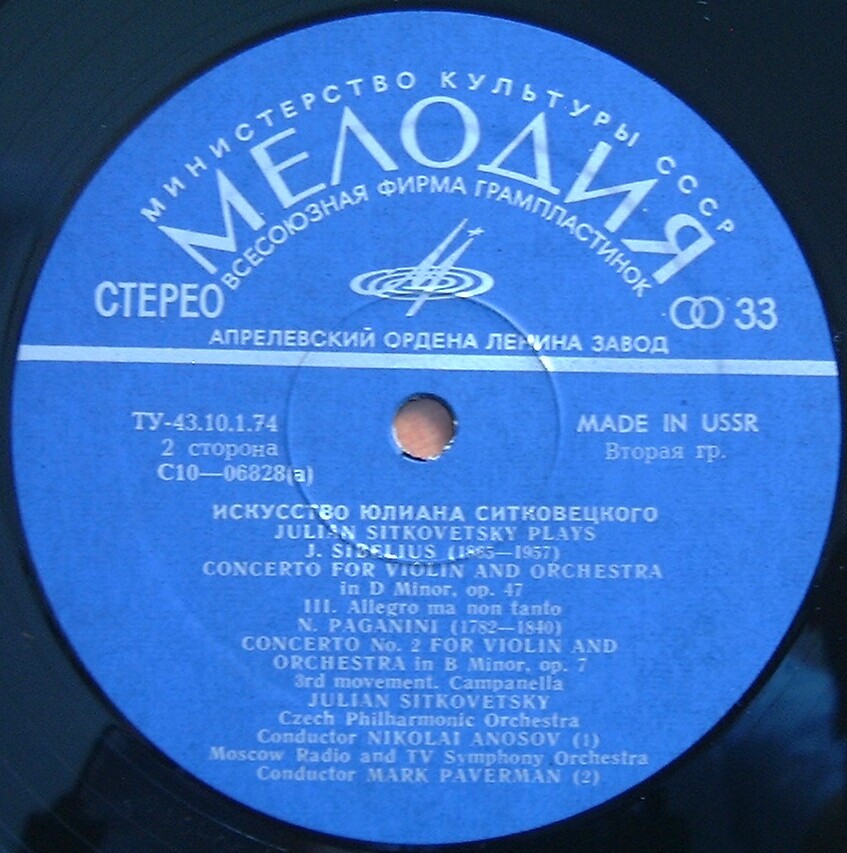 МИНИСТЕРСТВО КУЛЬТУРЫ СССР
МЕЛОДИЯ
ВСЕСОЮЗНАЯ ФИРМА ГРАМПЛАСТИНОК
СТЕРЕО
33
АПРЕЛЕВСКИЙ ОРДЕНА ЛЕНИНА ЗАВОД
ТУ-43.10.1.74
MADE IN USSR
2 сторона
Вторая гр.
С10—06828(а)
ИСКУССТВО ЮЛИАНА СИТКОВЕЦКОГО
JULIAN SITKOVETSKY PLAYS
J. SIBELIUS (1865—1957)
CONCERTO FOR VIOLIN AND ORCHESTRA
in D Minor, op. 47
III. Allegro ma non tanto
N. PAGANINI (1782—1840)
CONCERTO No. 2 FOR VIOLIN AND
ORCHESTRA in B Minor, op. 7
3rd movement. Campanella
JULIAN SITKOVETSKY
Czech Philharmonic Orchestra
Conductor NIKOLAI ANOSOV (1)
Moscow Radio and TV Symphony Orchestra
Conductor MARK PAVERMAN (2)